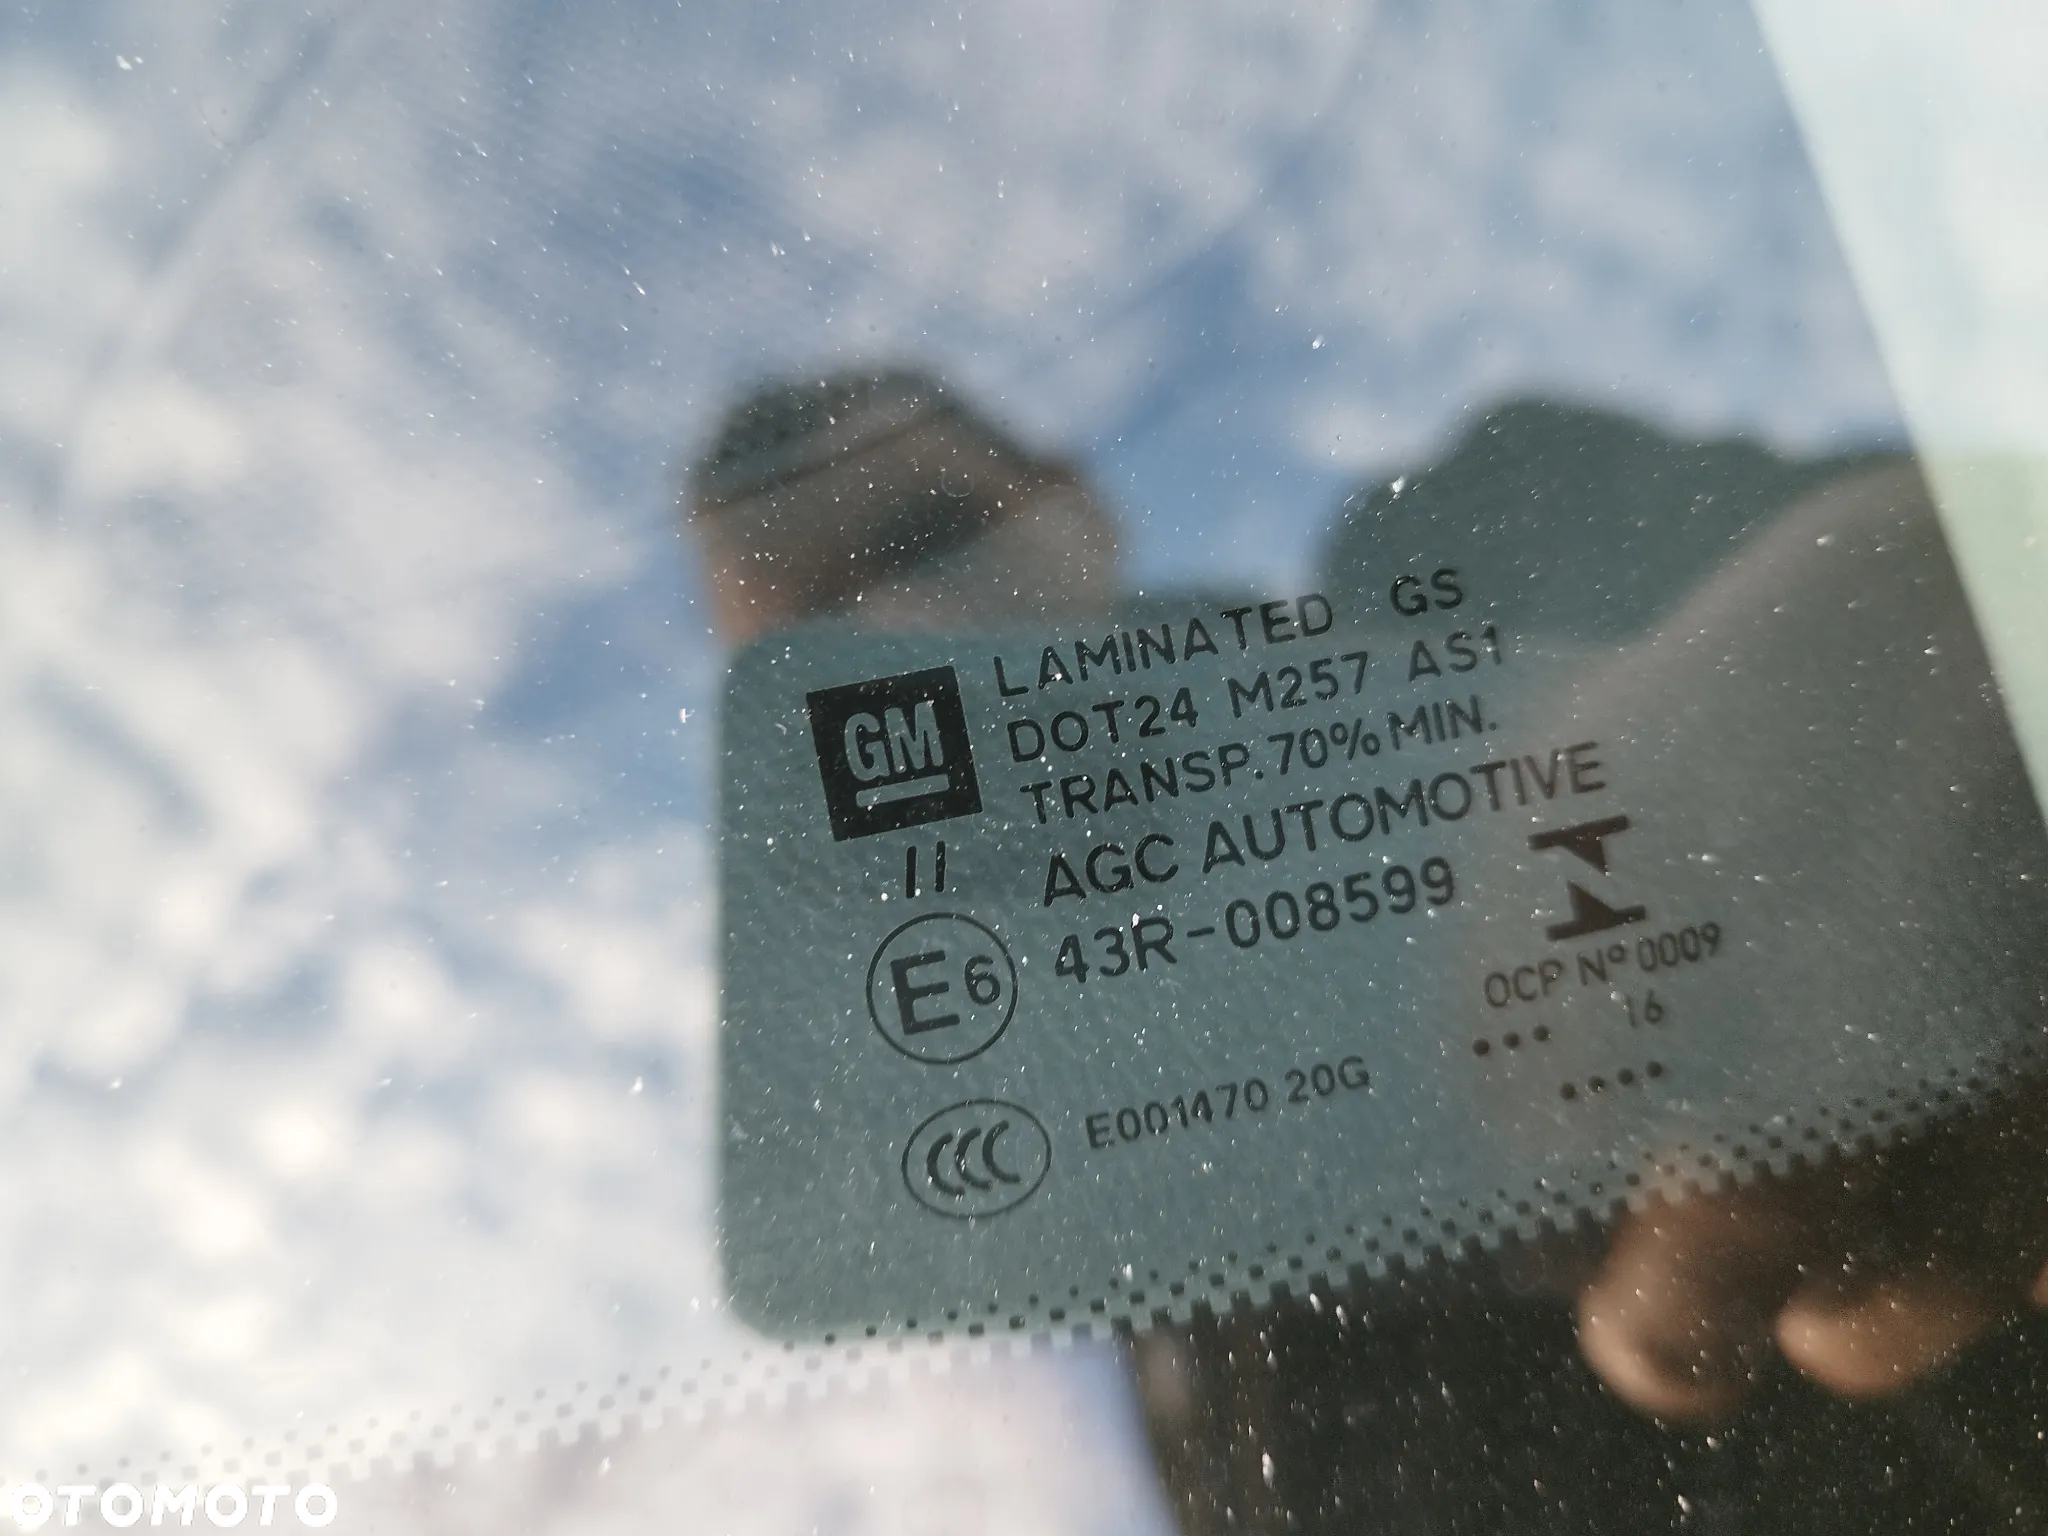 LAMINATED GS
DOT24 M257 AS1
TRANSP. 70% MIN.
GM
AGC AUTOMOTIVE
II
43R-008599
E6
OCP Nº 0009
16
E001470 20G
CCC
OTOMOTO